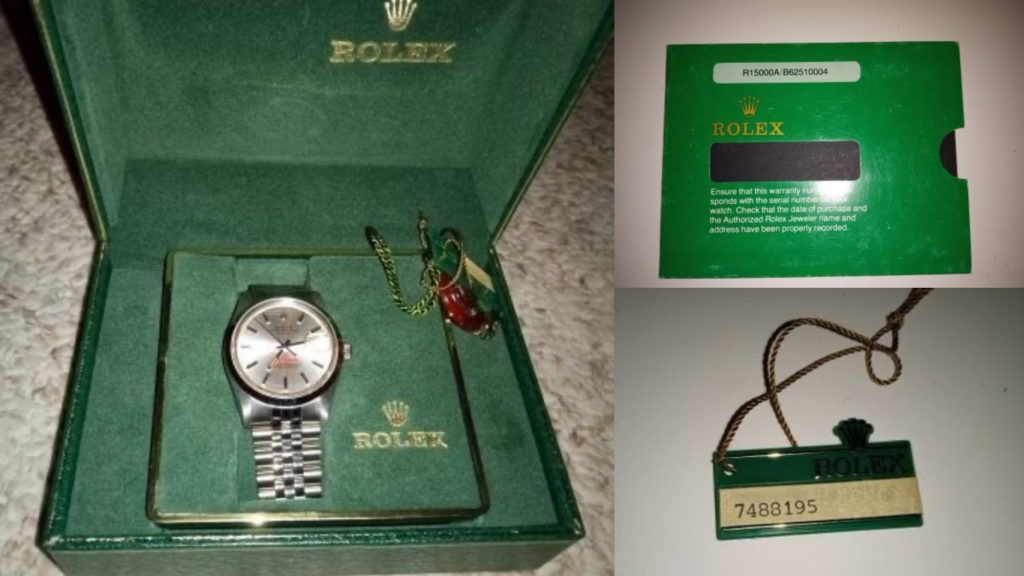 ROLEX
ROLEX
R15000A/B62510004
ROLEX
Ensure that this warranty
sponds with the serial number
watch. Check that the date of purchase and
the Authorized Rolex Jeweler name and
address have been properly recorded.
ROLEX
7488195